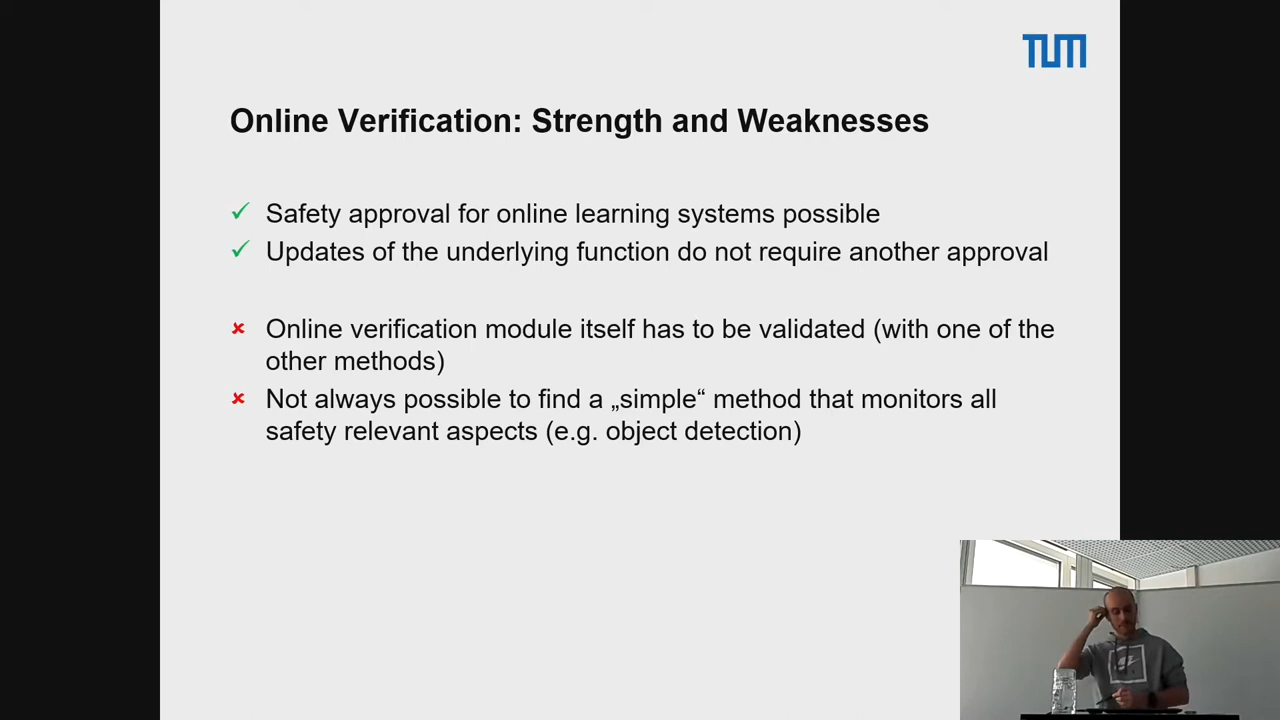 TUM
Online Verification: Strength and Weaknesses
Safety approval for online learning systems possible
Updates of the underlying function do not require another approval
Online verification module itself has to be validated (with one of the
other methods)
Not always possible to find a „simple“ method that monitors all
safety relevant aspects (e.g. object detection)